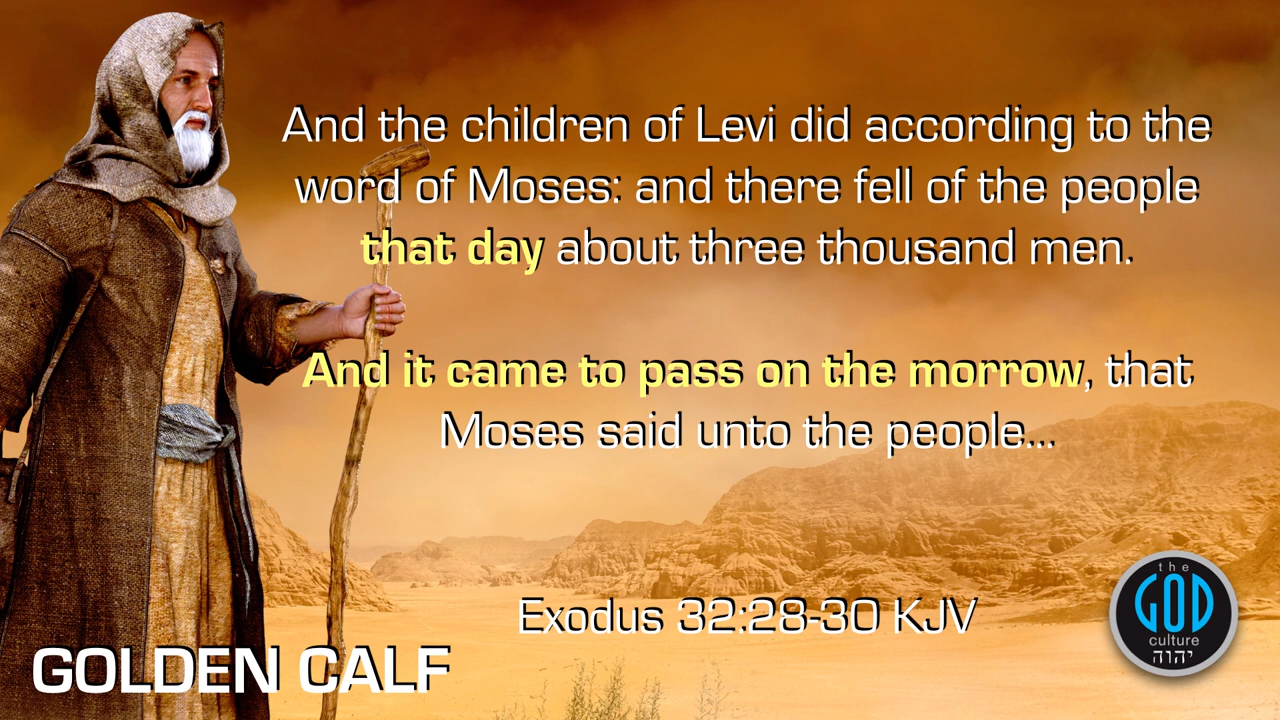 And the children of Levi did according to the
word of Moses: and there fell of the people
that day about three thousand men.
And it came to pass on the morrow, that
Moses said unto the people...
Exodus 32:28-30 KJV
GOLDEN CALF
the
GOD
culture
יהוה